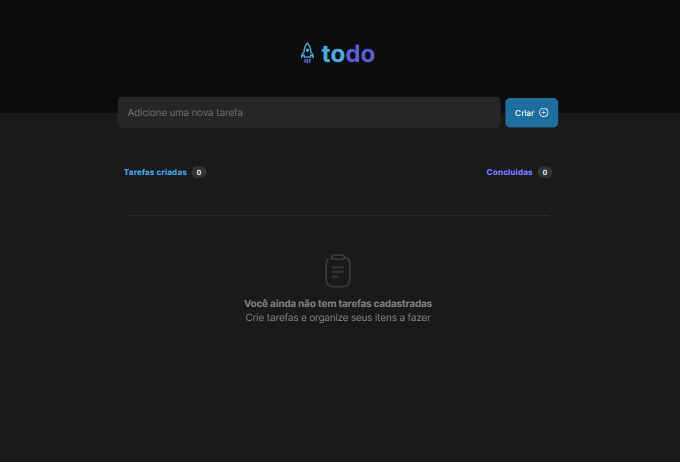 todo
Adicione uma nova tarefa
Criar
Tarefas criadas 0
Concluídas 0
Você ainda não tem tarefas cadastradas
Crie tarefas e organize seus itens a fazer